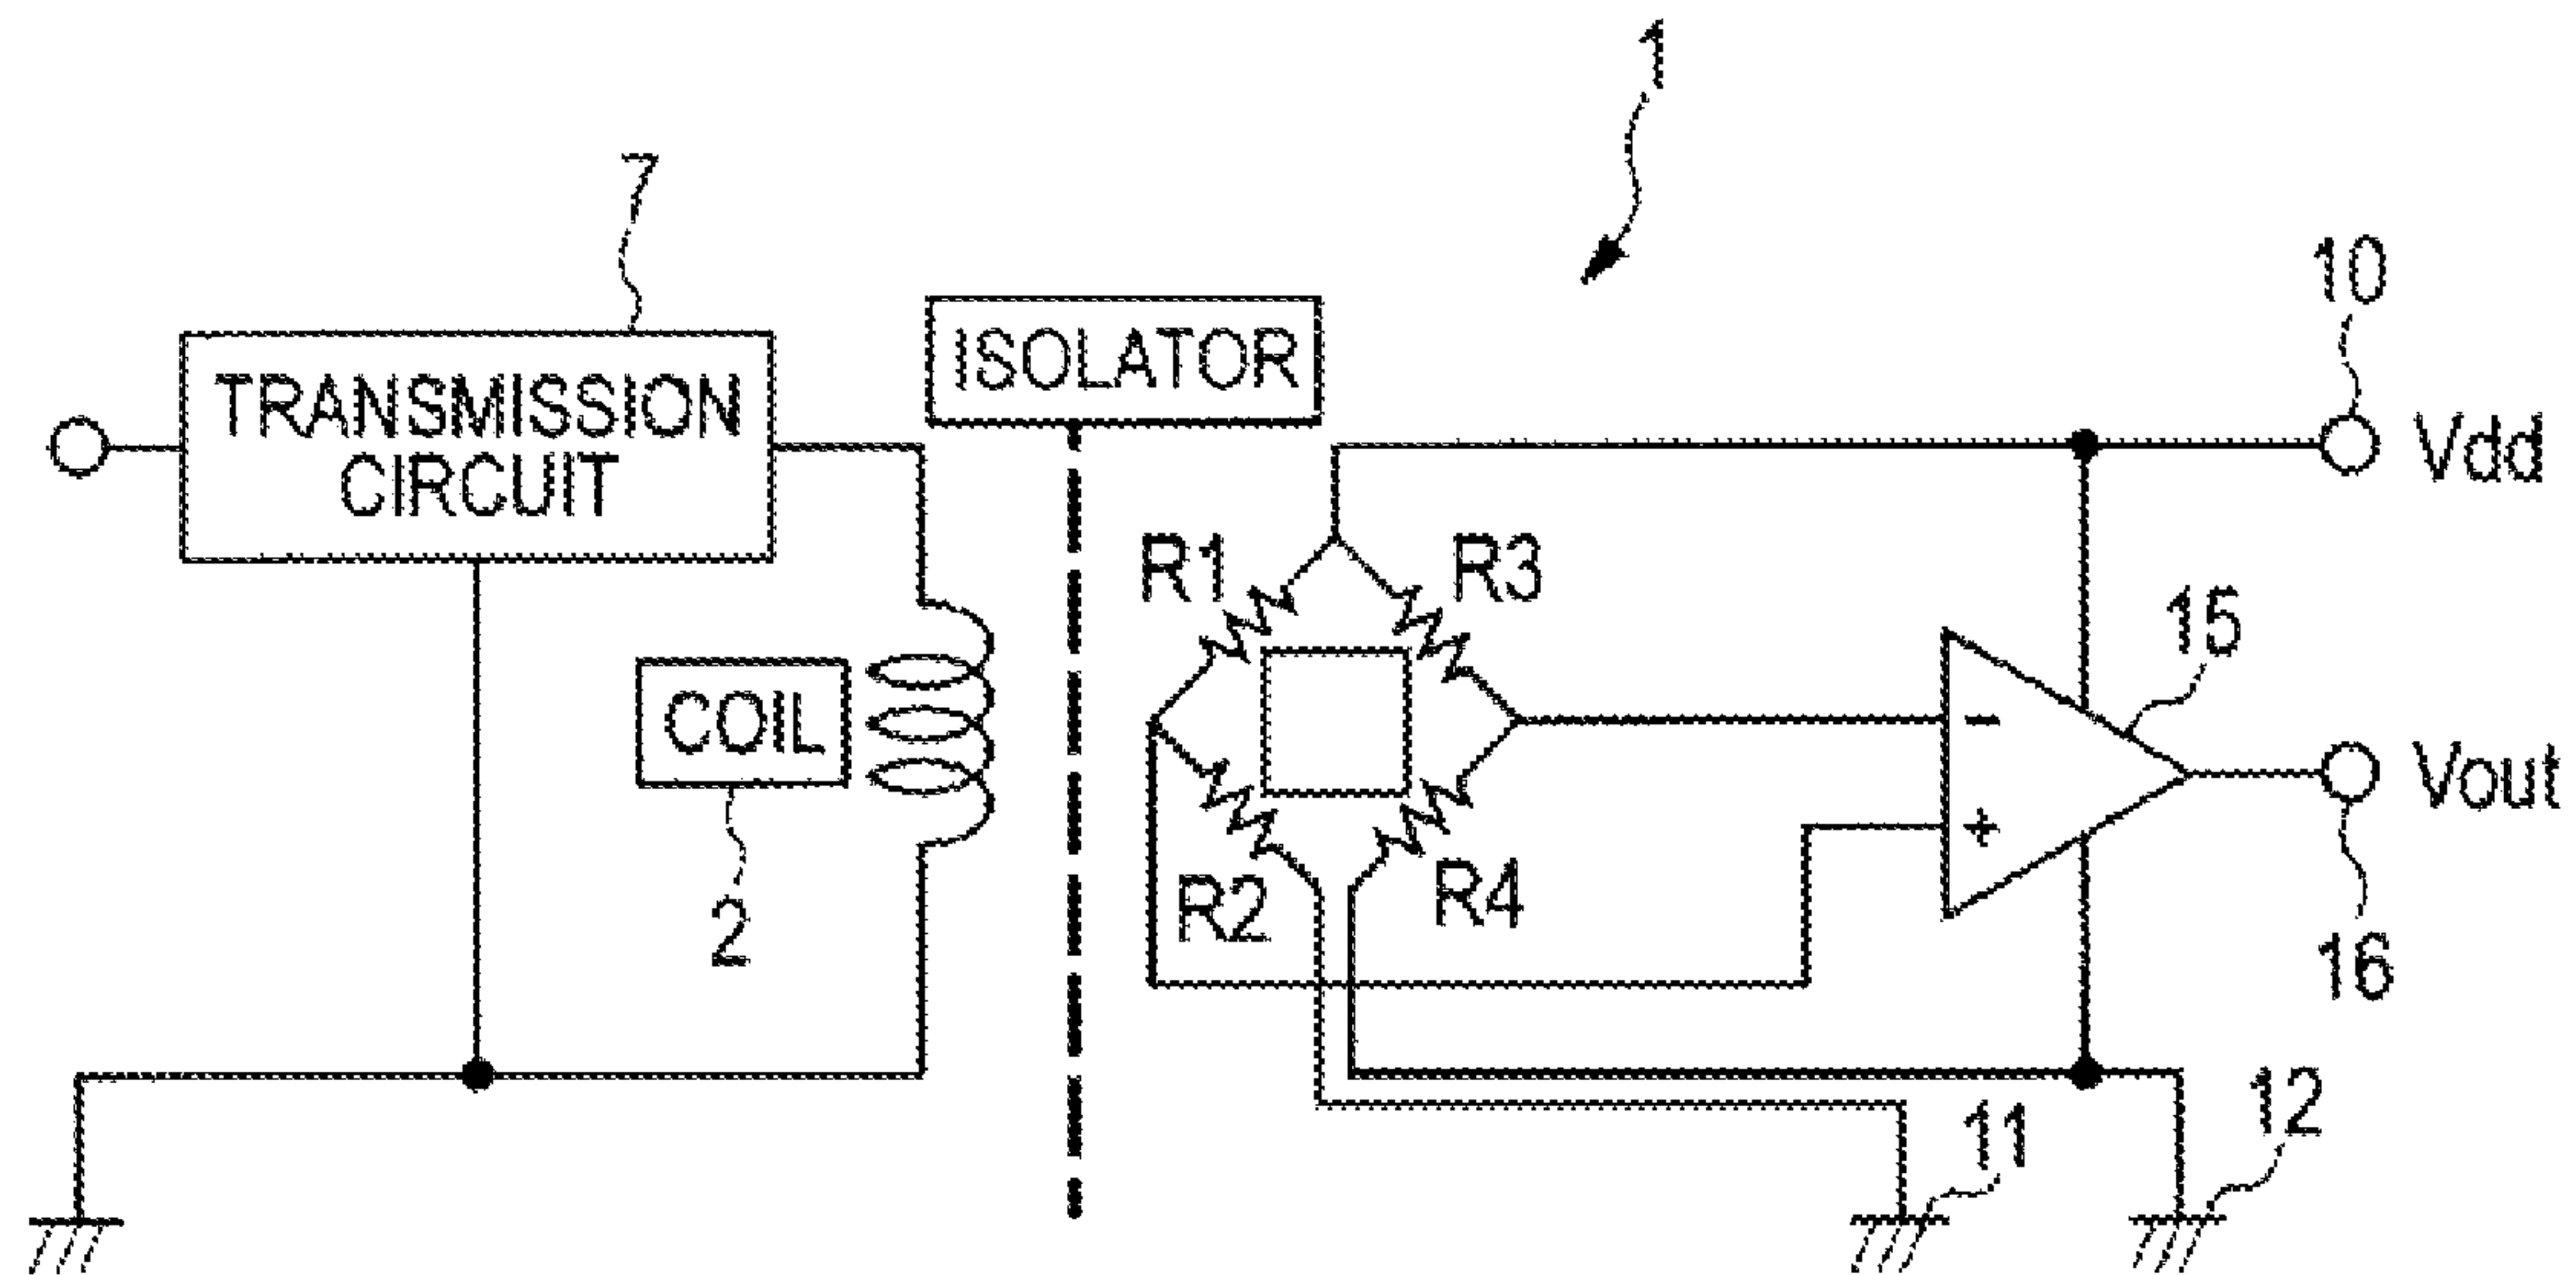 1
7
10
ISOLATOR
TRANSMISSION
CIRCUIT
Vdd
R1
R3
15
COIL
−
+
Vout
2
R2
R4
16
11
12